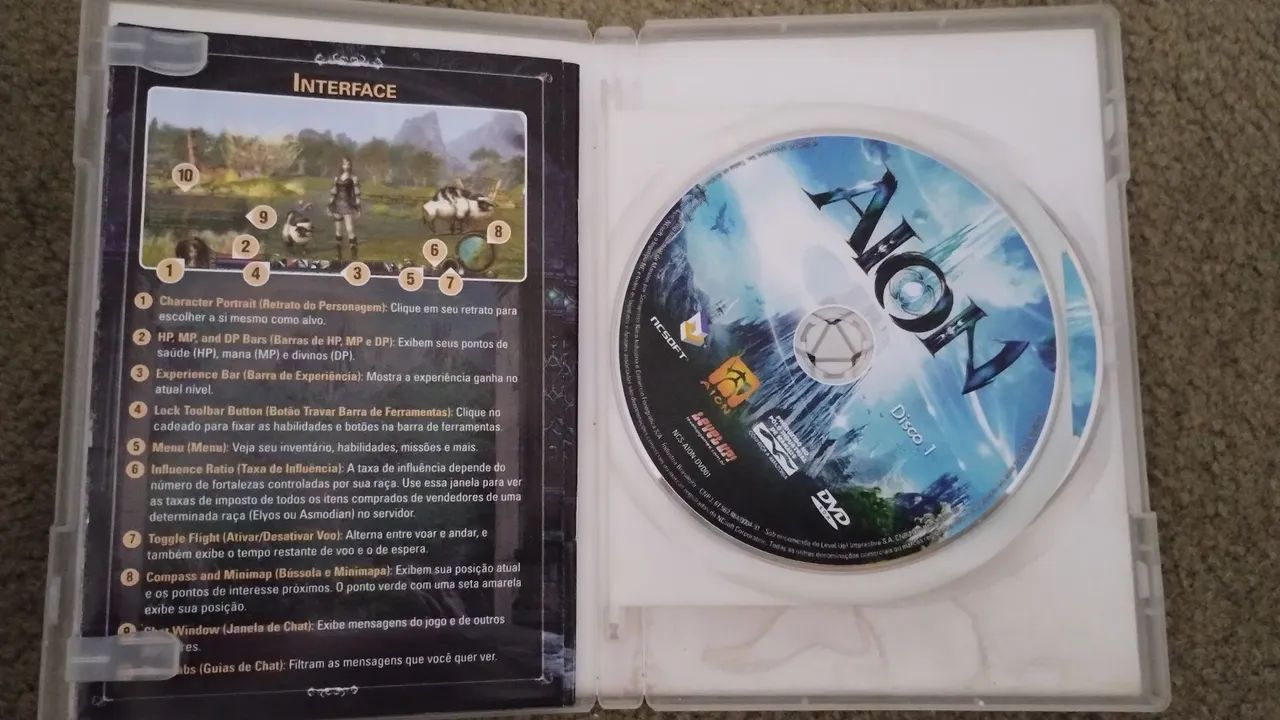 INTERFACE
10
9
8
2
6
1
4
3
5
7
1 Character Portrait (Retrato do Personagem): Clique em seu retrato para
escolher a si mesmo como alvo.
2 HP, MP, and DP Bars (Barras de HP, MP e DP): Exibem seus pontos de
saúde (HP), mana (MP) e divinos (DP).
3 Experience Bar (Barra de Experiência): Mostra a experiência ganha no
atual nível.
4 Lock Toolbar Button (Botão Travar Barra de Ferramentas): Clique no
cadeado para fixar as habilidades e botões na barra de ferramentas.
5 Menu (Menu): Veja seu inventário, habilidades, missões e mais.
6 Influence Ratio (Taxa de Influência): A taxa de influência depende do
número de fortalezas controladas por sua raça. Use essa janela para ver
as taxas de imposto de todos os itens comprados de vendedores de uma
determinada raça (Elyos ou Asmodian) no servidor.
7 Toggle Flight (Ativar/Desativar Voo): Alterna entre voar e andar, e
também exibe o tempo restante de voo e o de espera.
8 Compass and Minimap (Bússola e Minimapa): Exibem sua posição atual
e os pontos de interesse próximos. O ponto verde com uma seta amarela
exibe sua posição.
9 Chat Window (Janela de Chat): Exibe mensagens do jogo e de outros
(Guias de Chat): Filtram as mensagens que você quer ver.
AION
Disco 1
NCSOFT
AION
LEVEL UP!
NCS-AION-DVD01
DVD